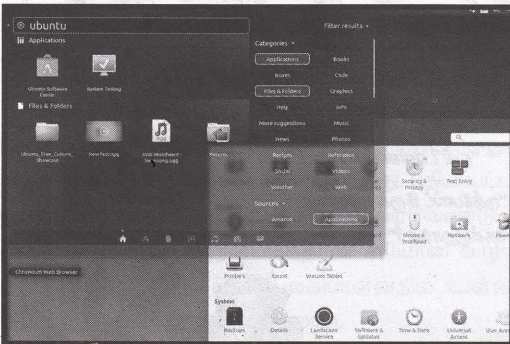 ubuntu
Filter results
Applications
Categories
Applications
Books
Boxes
Code
Ubuntu Software Center
System Testing
Files & Folders
Graphics
Files & Folders
Help
Info
More suggestions
Music
News
Photos
Ubuntu_Free_Culture_Showcase
Pictures
Recipes
Reference
Social
Videos
Security & Privacy
Text Entry
Weather
Web
Sources
Amazon
Applications
Mouse & Touchpad
Network
Power
Chromium Web Browser
Printers
Sound
Wacom Tablet
System
Backups
Details
Landscape Service
Software & Updates
Time & Date
Universal Access